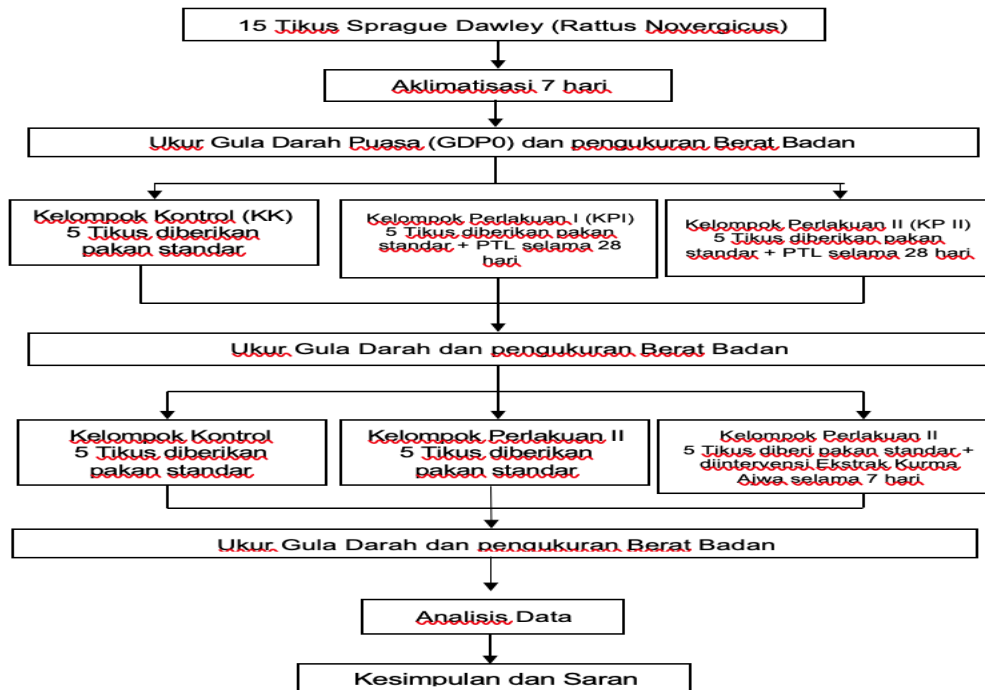 15 Tikus Sprague Dawley (Rattus Novergicus)
Aklimatisasi 7 hari
Ukur Gula Darah Puasa (GDP0) dan pengukuran Berat Badan
Kelompok Kontrol (KK)
5 Tikus diberikan
pakan standar
Kelompok Perlakuan I (KPI)
5 Tikus diberikan pakan
standar + PTL selama 28
hari
Kelompok Perlakuan II (KP II)
5 Tikus diberikan pakan
standar + PTL selama 28 hari
Ukur Gula Darah dan pengukuran Berat Badan
Kelompok Kontrol
5 Tikus diberikan
pakan standar
Kelompok Perlakuan II
5 Tikus diberikan
pakan standar
Kelompok Perlakuan II
5 Tikus diberi pakan standar +
diintervensi Ekstrak Kurma
Ajwa selama 7 hari
Ukur Gula Darah dan pengukuran Berat Badan
Analisis Data
Kesimpulan dan Saran